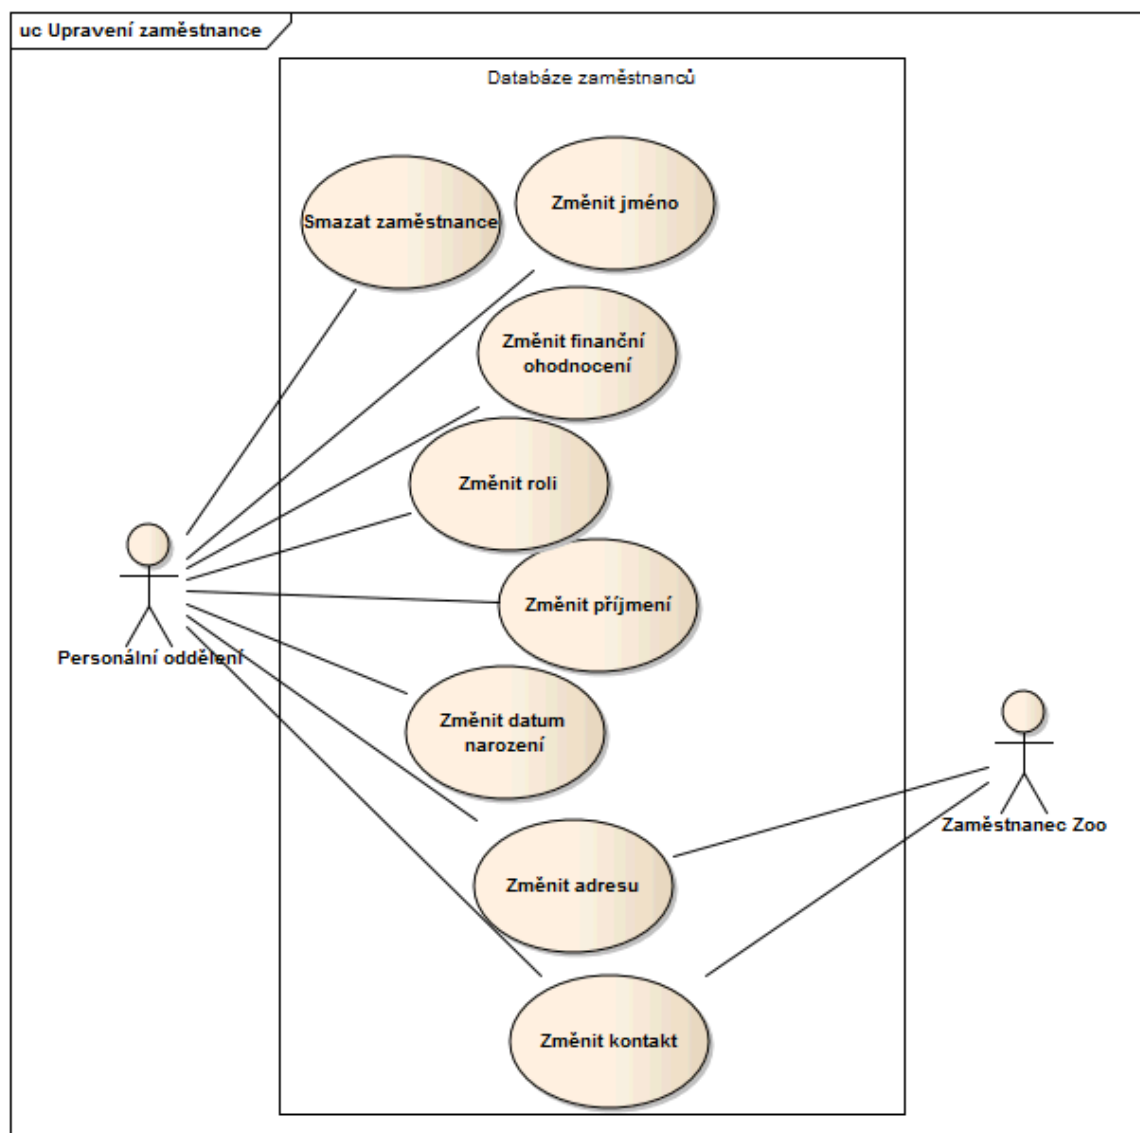 uc Upravení zaměstnance
Databáze zaměstnanců
Změnit jméno
Smazat zaměstnance
Změnit finanční
ohodnocení
Změnit roli
Změnit příjmení
Personální oddělení
Změnit datum
narození
Zaměstnanec Zoo
Změnit adresu
Změnit kontakt